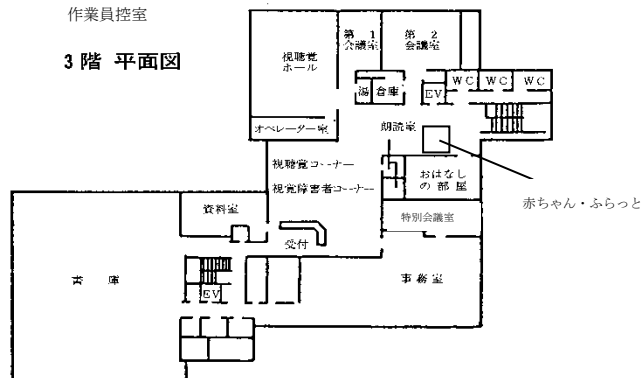 作業員控室
3階 平面図
第1
会議室
第2
会議室
視聴覚
ホール
湯
倉庫
EV
WC
WC
WC
オペレーター室
朗読室
視聴覚コーナー
視覚障害者コーナー
おはなし
の部屋
赤ちゃん・ふらっと
資料室
特別会議室
受付
書庫
EV
事務室